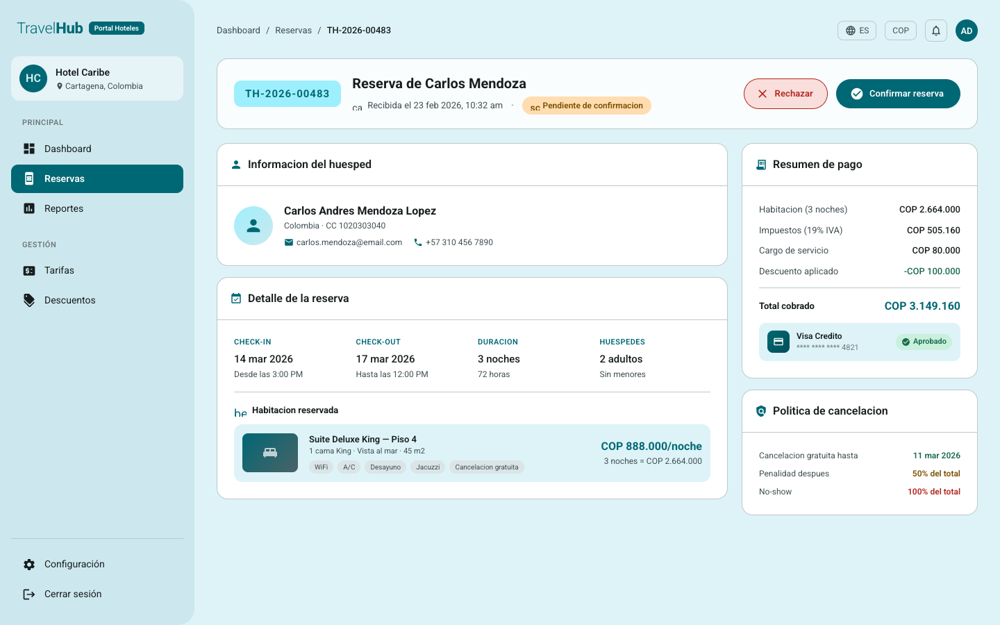 TravelHub Portal Hoteles
HC
Hotel Caribe
Cartagena, Colombia
PRINCIPAL
Dashboard
Reservas
Reportes
GESTIÓN
Tarifas
Descuentos
Configuración
Cerrar sesión
Dashboard / Reservas / TH-2026-00483
ES
COP
AD
TH-2026-00483
Reserva de Carlos Mendoza
ca Recibida el 23 feb 2026, 10:32 am · sc Pendiente de confirmacion
Rechazar
Confirmar reserva
Informacion del huesped
Carlos Andres Mendoza Lopez
Colombia · CC 1020303040
carlos.mendoza@email.com +57 310 456 7890
Detalle de la reserva
CHECK-IN CHECK-OUT DURACION HUESPEDES
14 mar 2026 17 mar 2026 3 noches 2 adultos
Desde las 3:00 PM Hasta las 12:00 PM 72 horas Sin menores
be Habitacion reservada
Suite Deluxe King — Piso 4
1 cama King · Vista al mar · 45 m2
WiFi A/C Desayuno Jacuzzi Cancelacion gratuita
COP 888.000/noche
3 noches = COP 2.664.000
Resumen de pago
Habitacion (3 noches) COP 2.664.000
Impuestos (19% IVA) COP 505.160
Cargo de servicio COP 80.000
Descuento aplicado -COP 100.000
Total cobrado COP 3.149.160
Visa Credito
**** **** **** 4821
Aprobado
Politica de cancelacion
Cancelacion gratuita hasta 11 mar 2026
Penalidad despues 50% del total
No-show 100% del total